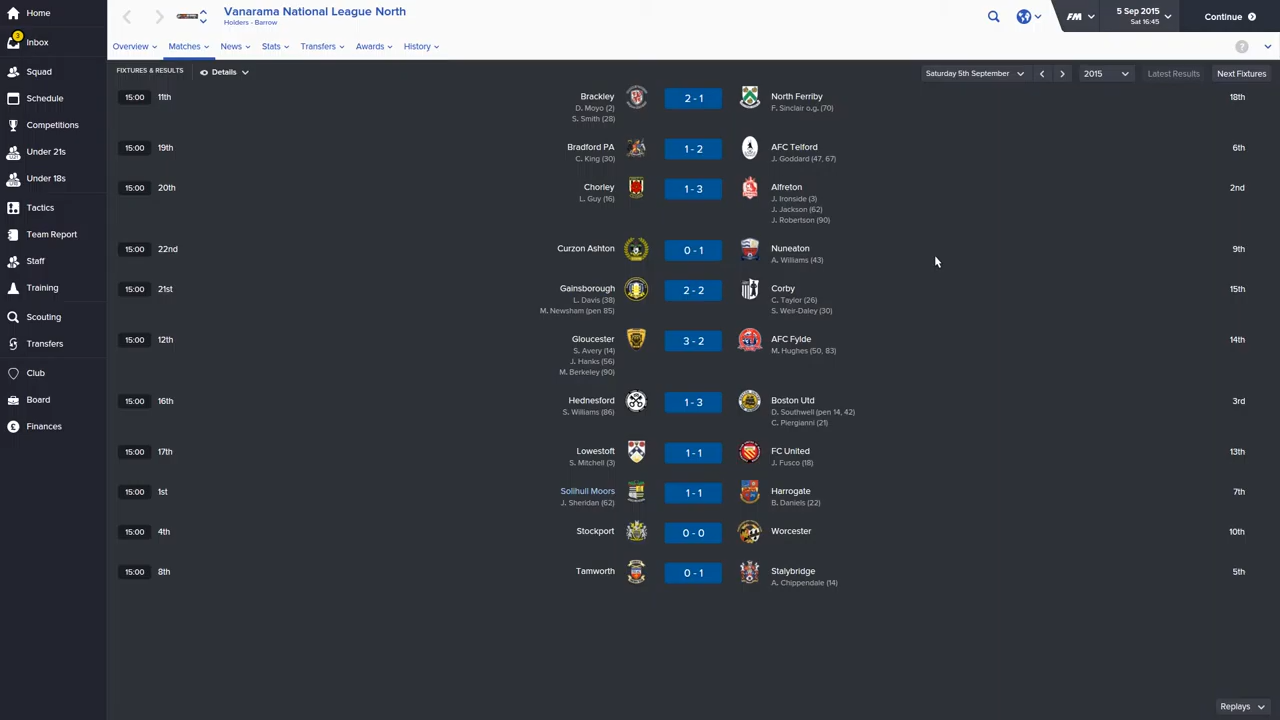 Home
Vanarama National League North
Holders - Barrow
5 Sep 2015
Sat 16:45
FM
Continue
3
Inbox
Overview
Matches
News
Stats
Transfers
Awards
History
?
FIXTURES & RESULTS
Details
Saturday 5th September
2015
Latest Results
Next Fixtures
Squad
Schedule
Competitions
U21
Under 21s
U18
Under 18s
Tactics
Team Report
Staff
Training
Scouting
Transfers
Club
Board
Finances
15:00 11th Brackley 2 - 1 North Ferriby 18th
D. Moyo (2) F. Sinclair o.g. (70)
S. Smith (28)
15:00 19th Bradford PA 1 - 2 AFC Telford 6th
C. King (30) J. Goddard (47, 67)
15:00 20th Chorley 1 - 3 Alfreton 2nd
L. Guy (16) J. Ironside (3)
J. Jackson (62)
J. Robertson (90)
15:00 22nd Curzon Ashton 0 - 1 Nuneaton 9th
A. Williams (43)
15:00 21st Gainsborough 2 - 2 Corby 15th
L. Davis (38) C. Taylor (26)
M. Newsham (pen 85) S. Weir-Daley (30)
15:00 12th Gloucester 3 - 2 AFC Fylde 14th
S. Avery (14) M. Hughes (50, 83)
J. Hanks (56)
M. Berkeley (90)
15:00 16th Hednesford 1 - 3 Boston Utd 3rd
S. Williams (86) D. Southwell (pen 14, 42)
C. Piergianni (21)
15:00 17th Lowestoft 1 - 1 FC United 13th
S. Mitchell (3) J. Fusco (18)
15:00 1st Solihull Moors 1 - 1 Harrogate 7th
J. Sheridan (62) B. Daniels (22)
15:00 4th Stockport 0 - 0 Worcester 10th
15:00 8th Tamworth 0 - 1 Stalybridge 5th
A. Chippendale (14)
Replays